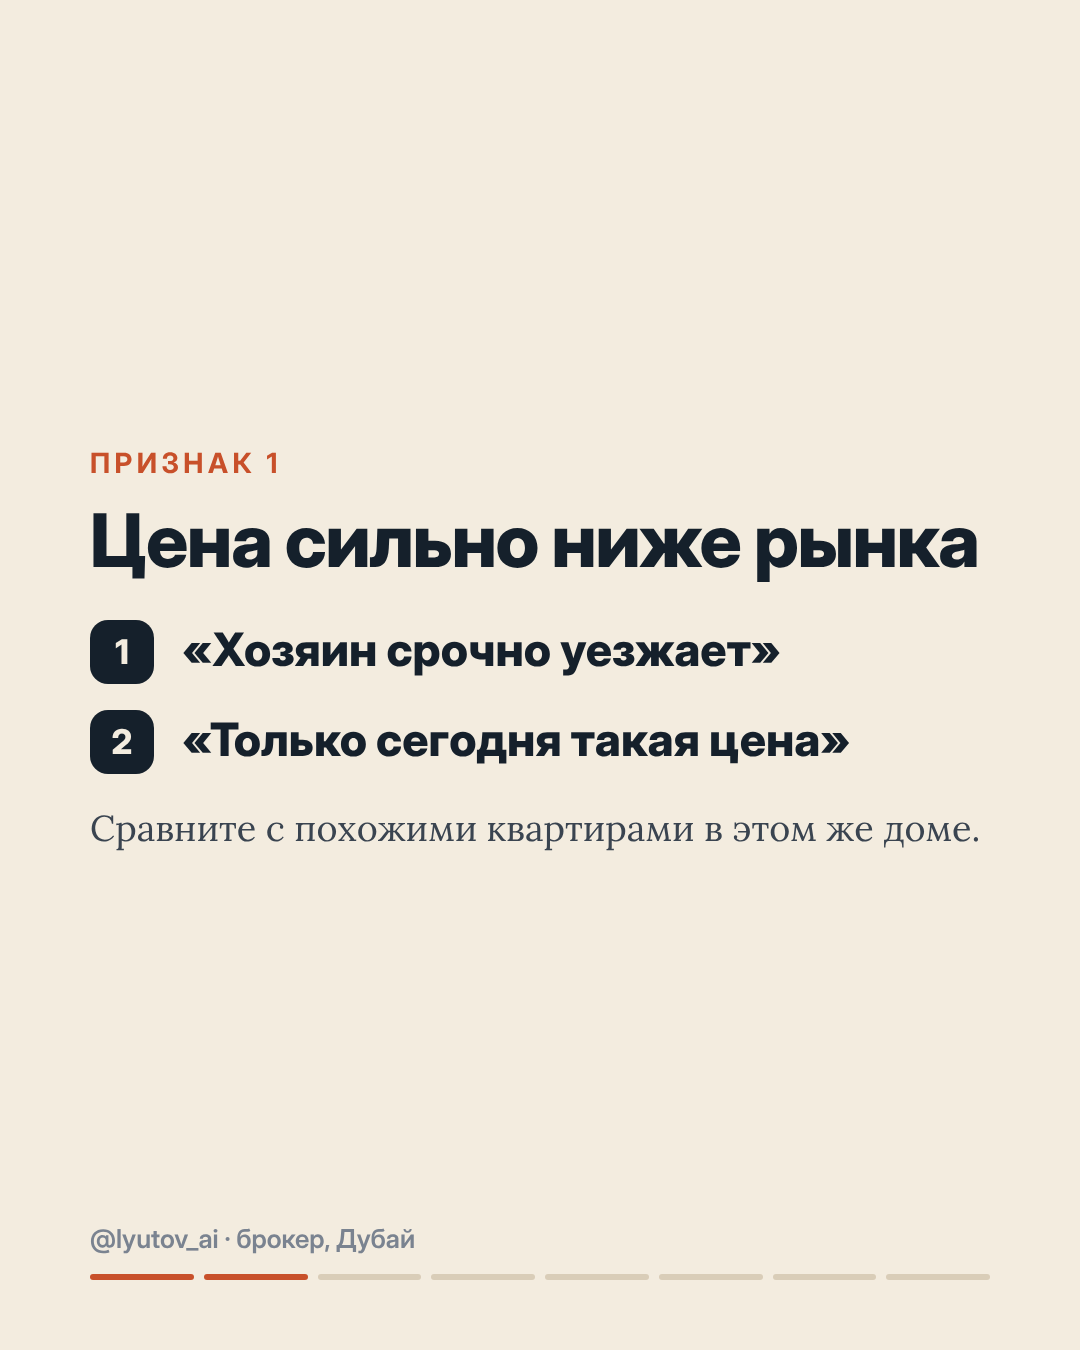 ПРИЗНАК 1
Цена сильно ниже рынка
1 «Хозяин срочно уезжает»
2 «Только сегодня такая цена»
Сравните с похожими квартирами в этом же доме.
@lyutov_ai · брокер, Дубай